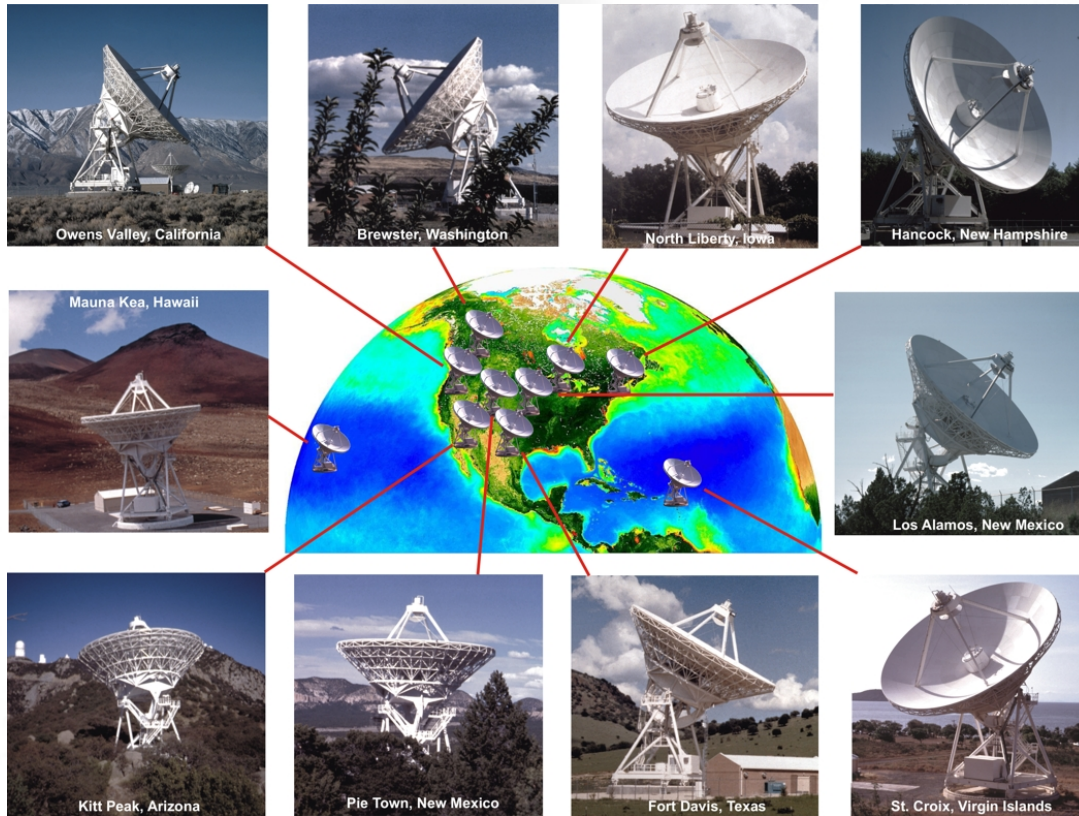 Owens Valley, California
Brewster, Washington
North Liberty, Iowa
Hancock, New Hampshire
Mauna Kea, Hawaii
Los Alamos, New Mexico
Kitt Peak, Arizona
Pie Town, New Mexico
Fort Davis, Texas
St. Croix, Virgin Islands